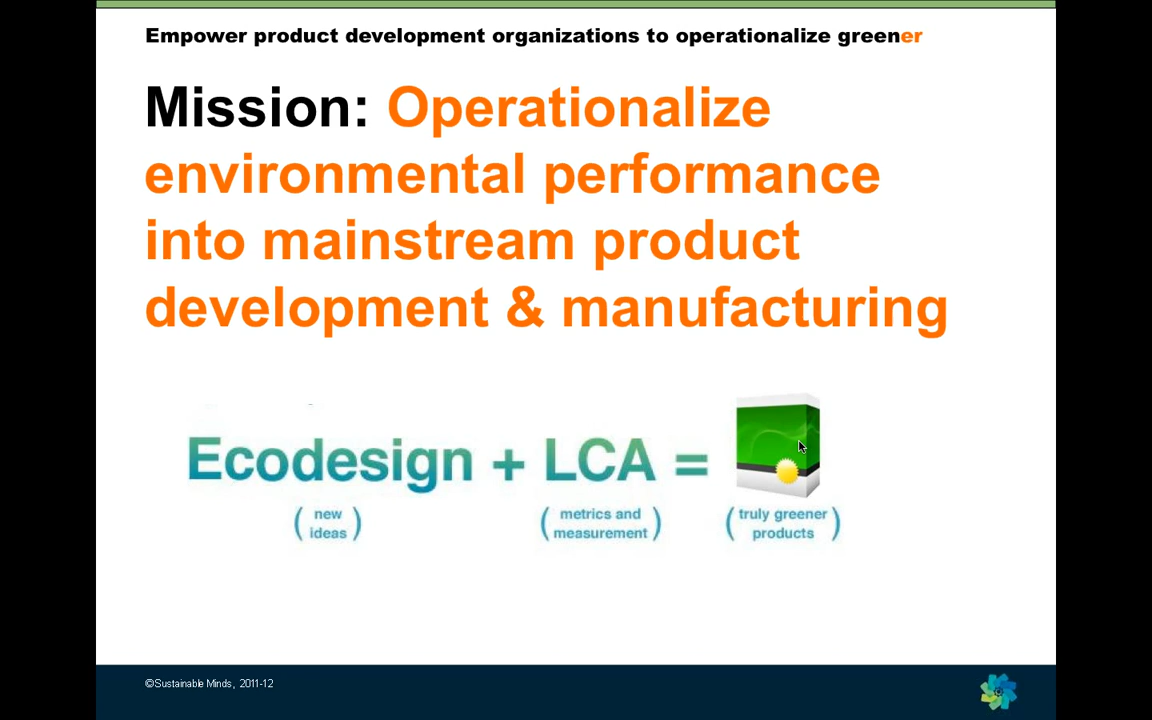 Empower product development organizations to operationalize greener
Mission: Operationalize
environmental performance
into mainstream product
development & manufacturing
Ecodesign + LCA =
( new ideas ) ( metrics and measurement ) ( truly greener products )
©Sustainable Minds, 2011-12